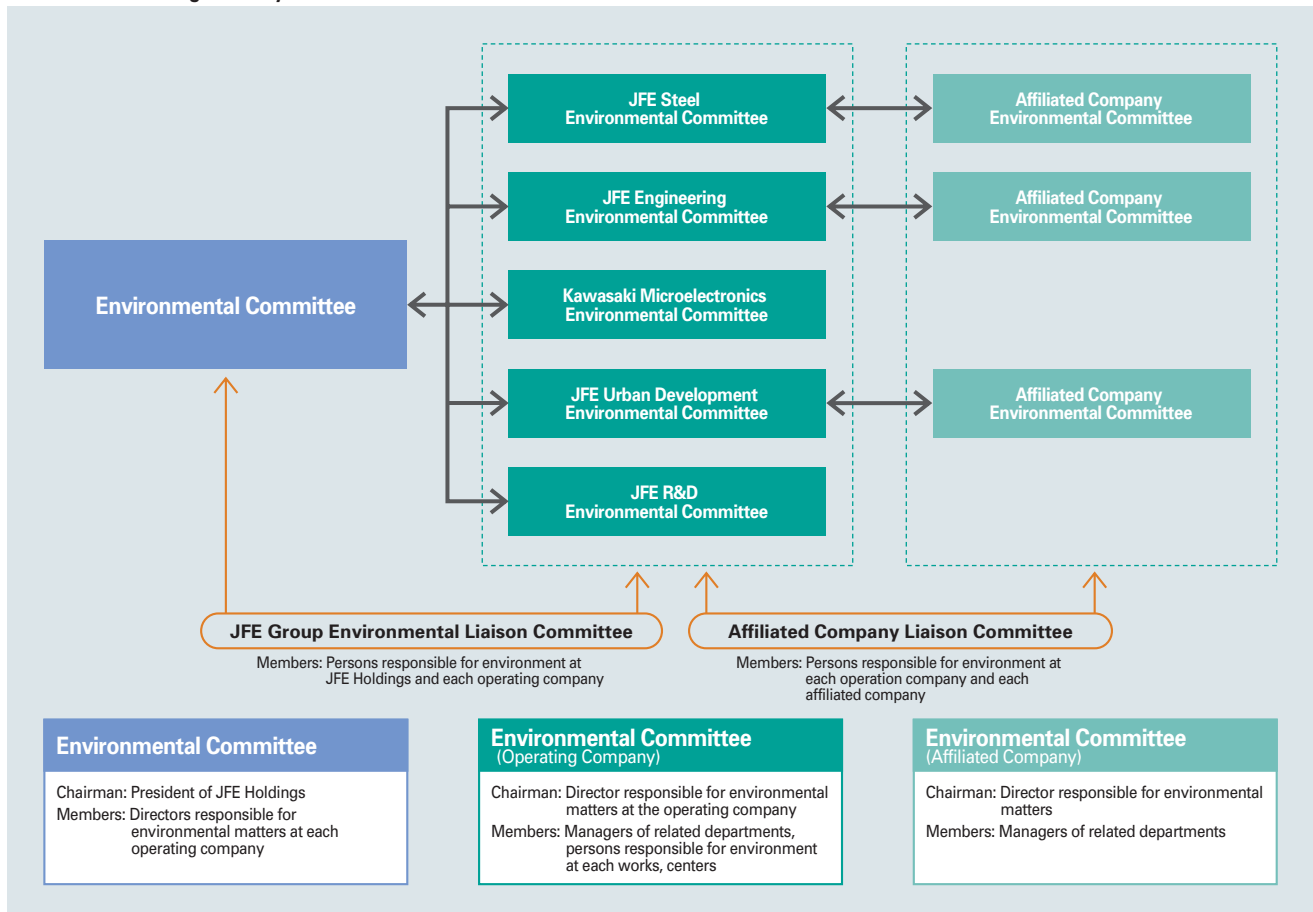 JFE Steel
Environmental Committee
Affiliated Company
Environmental Committee
JFE Engineering
Environmental Committee
Affiliated Company
Environmental Committee
Environmental Committee
Kawasaki Microelectronics
Environmental Committee
JFE Urban Development
Environmental Committee
Affiliated Company
Environmental Committee
JFE R&D
Environmental Committee
JFE Group Environmental Liaison Committee
Members: Persons responsible for environment at
JFE Holdings and each operating company
Affiliated Company Liaison Committee
Members: Persons responsible for environment at
each operation company and each
affiliated company
Environmental Committee
Chairman: President of JFE Holdings
Members: Directors responsible for
environmental matters at each
operating company
Environmental Committee
(Operating Company)
Chairman: Director responsible for environmental
matters at the operating company
Members: Managers of related departments,
persons responsible for environment
at each works, centers
Environmental Committee
(Affiliated Company)
Chairman: Director responsible for environmental
matters
Members: Managers of related departments